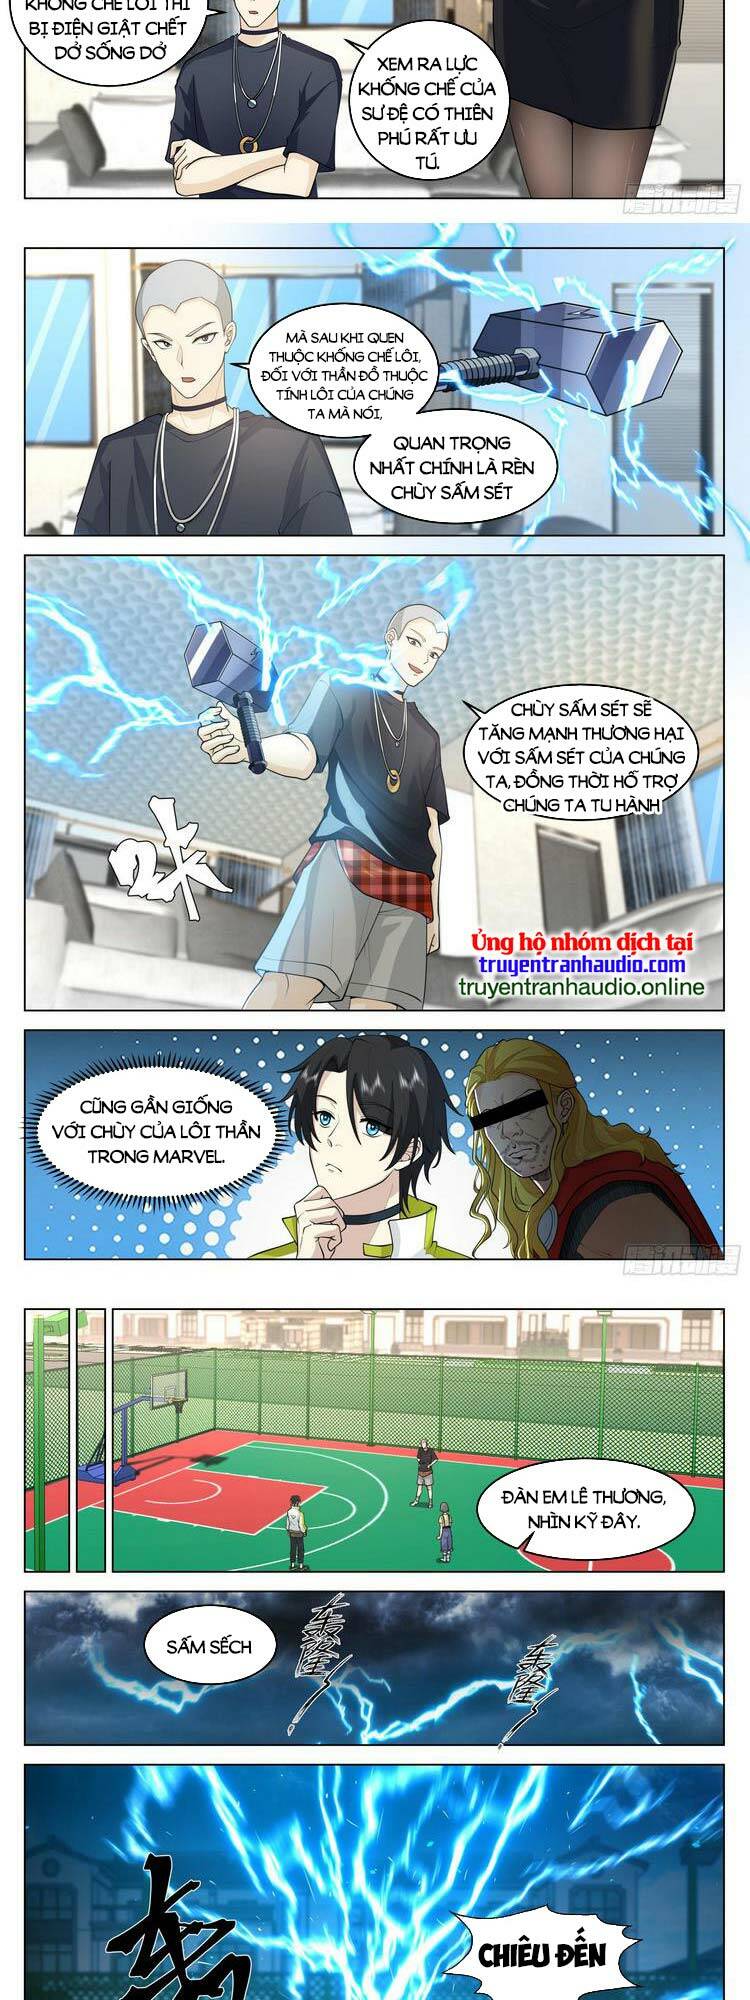 KHÔNG CHẾ LÔI THÌ
BỊ ĐIỆN GIẬT CHẾT
DỞ SỐNG DỞ
XEM RA LỰC
KHỐNG CHẾ CỦA
SƯ ĐỆ CÓ THIÊN
PHÚ RẤT ƯU
TÚ.
MÀ SAU KHI QUEN
THUỘC KHỐNG CHẾ LÔI,
ĐỐI VỚI THẦN ĐỒ THUỘC
TÍNH LÔI CỦA CHÚNG
TA MÀ NÓI,
QUAN TRỌNG
NHẤT CHÍNH LÀ RÈN
CHÙY SẤM SÉT
CHÙY SẤM SÉT SẼ
TĂNG MẠNH THƯƠNG HẠI
VỚI SẤM SÉT CỦA CHÚNG
TA, ĐỒNG THỜI HỖ TRỢ
CHÚNG TA TU HÀNH
Ủng hộ nhóm dịch tại
truyentranhaudio.com
truyentranhaudio.online
CŨNG GẦN GIỐNG
VỚI CHÙY CỦA LÔI THẦN
TRONG MARVEL.
ĐÀN EM LÊ THƯƠNG,
NHÌN KỸ ĐÂY.
SẤM SẾCH
轰隆
轰隆
CHIÊU ĐẾN